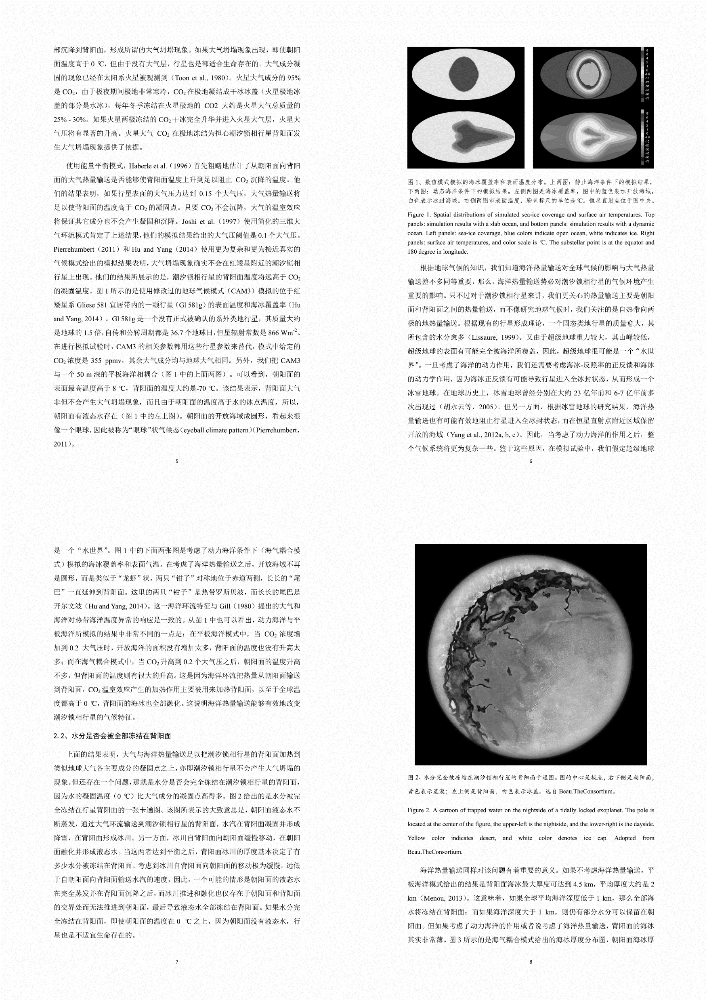 部沉降到背阳面，形成所谓的大气坍塌现象。如果大气坍塌现象出现，即使朝阳
面温度高于 0 ℃，但由于没有大气层，行星也是部适合生命存在的。大气成分凝
固的现象已经在太阳系火星被观测到（Toon et al., 1980）。火星大气成分的 95%
是 CO₂，由于极夜期间极地非常寒冷，CO₂ 在极地凝结成干冰冰盖（火星极地冰
盖的部分是水冰），每年冬季冻结在火星极地的 CO2 大约是火星大气总质量的
25% - 30%。如果火星两极冻结的 CO₂ 干冰完全升华并进入火星大气层，火星大
气压将有显著的升高。火星大气 CO₂ 在极地冻结为担心潮汐锁相行星背阳面发
生大气坍塌现象提供了依据。
使用能量平衡模式，Haberle et al.（1996）首先粗略地估计了从朝阳面向背阳
面的大气热量输送是否能够使背阳面温度上升到足以阻止 CO₂ 沉降的温度。他
们的结果表明，如果行星表面的大气压力达到 0.15 个大气压，大气热量输送将
足以使背阳面的温度高于 CO₂ 的凝固点。只要 CO₂ 不会沉降，大气的温室效应
将保证其它成分也不会产生凝固和沉降。Joshi et al.（1997）使用简化的三维大
气环流模式肯定了上述结果，他们的模拟结果给出的大气压阈值是 0.1 个大气压。
Pierrehumbert（2011）和 Hu and Yang（2014）使用更为复杂和更为接近真实的
气候模式给出的模拟结果表明，大气坍塌现象确实不会在红矮星附近的潮汐锁相
行星上出现。他们的结果所展示的是，潮汐锁相行星的背阳面温度将远高于 CO₂
的凝固温度。图 1 所示的是使用修改过的地球气候模式（CAM3）模拟的位于红
矮星系 Gliese 581 宜居带内的一颗行星（Gl 581g）的表面温度和海冰覆盖率（Hu
and Yang, 2014）。Gl 581g 是一个没有正式被确认的系外类地行星，其质量大约
是地球的 1.5 倍，自传和公转周期都是 36.7 个地球日，恒星辐射常数是 866 Wm⁻²。
在进行模拟试验时，CAM3 的相关参数都用这些行星参数来替代，模式中给定的
CO₂ 浓度是 355 ppmv，其余大气成分均与地球大气相同。另外，我们把 CAM3
与一个 50 m 深的平板海洋相耦合（图 1 中的上面两图）。可以看到，朝阳面的
表面最高温度高于 8 ℃，背阳面的温度大约是-70 ℃。该结果表示，背阳面大气
非但不会产生大气坍塌现象，而且由于朝阳面的温度高于水的冰点温度，所以，
朝阳面有液态水存在（图 1 中的左上图）。朝阳面的开放海域成圆形，看起来很
像一个眼球，因此被称为“眼球”状气候态（eyeball climate pattern）（Pierrehumbert，
2011）。
5
8
6
4
2
1
0
-1.8
-10
-20
-30
-40
-50
-70
8
6
4
2
1
0
-1.8
-10
-20
-30
-40
-50
-70
图 1、数值模式模拟的海冰覆盖率和表面温度分布。上两图：静止海洋条件下的模拟结果，
下两图：动态海洋条件下的模拟结果。左侧两图是海冰覆盖率，图中的蓝色表示开放海域，
白色表示冰封海域。右侧两图市表面温度，彩色标尺的单位是 ℃。恒星直射点位于图中央。
Figure 1. Spatial distributions of simulated sea-ice coverage and surface air temperatures. Top
panels: simulation results with a slab ocean, and bottom panels: simulation results with a dynamic
ocean. Left panels: sea-ice coverage, blue colors indicate open ocean, white indicates ice. Right
panels: surface air temperatures, and color scale is ℃. The substellar point is at the equator and
180 degree in longitude.
根据地球气候的知识，我们知道海洋热量输送对全球气候的影响与大气热量
输送差不多同等重要，那么，海洋热量输送势必对潮汐锁相行星的气候环境产生
重要的影响。只不过对于潮汐锁相行星来讲，我们更关心的热量输送主要是朝阳
面和背阳面之间的热量输送，而不像研究地球气候时，我们关注的是自热带向两
极的地热量输送。根据现有的行星形成理论，一个固态类地行星的质量愈大，其
所包含的水分愈多（Lissaure, 1999）。又由于超级地球重力较大，其山峰较低，
超级地球的表面有可能完全被海洋所覆盖，因此，超级地球很可能是一个“水世
界”。一旦考虑了海洋的动力作用，我们还需要考虑海冰-反照率的正反馈和海冰
的动力学作用，因为海冰正反馈有可能导致行星进入全冰封状态，从而形成一个
冰雪地球。在地球历史上，冰雪地球曾经分别在大约 23 亿年前和 6-7 亿年前多
次出现过（胡永云等，2005）。但另一方面，根据冰雪地球的研究结果，海洋热
量输送也有可能有效地阻止行星进入全冰封状态，而在恒星直射点附近区域保留
开放的海域（Yang et al., 2012a, b, c）。因此，当考虑了动力海洋的作用之后，整
个气候系统将更为复杂一些。鉴于这些原因，在模拟试验中，我们假定超级地球
6
是一个“水世界”。图 1 中的下面两张图是考虑了动力海洋条件下（海气耦合模
式）模拟的海冰覆盖率和表面气温。在考虑了海洋热量输送之后，开放海域不再
是圆形，而是类似于“龙虾”状，两只“钳子”对称地位于赤道两侧，长长的“尾
巴”一直延伸到背阳面。这里的两只“钳子”是热带罗斯贝波，而长长的尾巴是
开尔文波（Hu and Yang, 2014）。这一海洋环流特征与 Gill（1980）提出的大气和
海洋对热带海洋温度异常的响应是一致的。从图 1 中也可以看出，动力海洋与平
板海洋所模拟的结果中非常不同的一点是：在平板海洋模式中，当 CO₂ 浓度增
加到 0.2 大气压时，开放海洋的面积没有增加太多，背阳面的温度也没有升高太
多；而在海气耦合模式中，当 CO₂ 升高到 0.2 个大气压之后，朝阳面的温度升高
不多，但背阳面的温度则有很大的升高。这是因为海洋环流把热量从朝阳面输送
到背阳面，CO₂ 温室效应产生的加热作用主要被用来加热背阳面，以至于全球温
度都高于 0 ℃，背阳面的海冰也全部融化。这说明海洋热量输送能够有效地改变
潮汐锁相行星的气候特征。
2.2、水分是否会被全部冻结在背阳面
上面的结果表明，大气与海洋热量输送足以把潮汐锁相行星的背阳面加热到
类似地球大气各主要成分的凝固点之上，亦即潮汐锁相行星不会产生大气坍塌的
现象。但还存在一个问题，那就是水分是否会完全冻结在潮汐锁相行星的背阳面，
因为水的凝固温度（0 ℃）比大气成分的凝固点高得多。图 2 给出的是水分被完
全冻结在行星背阳面的一张卡通图。该图所表示的大致意思是，朝阳面液态水不
断蒸发，通过大气环流输送到潮汐锁相行星的背阳面，水汽在背阳面凝固并形成
降雪，在背阳面形成冰川。另一方面，冰川自背阳面向朝阳面缓慢移动，在朝阳
面融化并形成液态水。当这两者达到平衡之后，背阳面冰川的厚度基本决定了有
多少水分被冻结在背阳面。考虑到冰川自背阳面向朝阳面的移动极为缓慢，远低
于自朝阳面向背阳面输送水汽的速度，因此，一个可能的情形是朝阳面的液态水
在完全蒸发并在背阳面沉降之后，而冰川推进和融化也仅存在于朝阳面和背阳面
的交界处而无法推进到朝阳面，最后导致液态水全部冻结在背阳面。如果水分完
全冻结在背阳面，即使朝阳面的温度在 0 ℃ 之上，因为朝阳面没有液态水，行
星也是不适宜生命存在的。
7
图 2、水分完全被冻结在潮汐锁相行星的背阳面卡通图。图的中心是极点，右下侧是朝阳面，
黄色表示荒漠；左上侧是背阳面，白色表示冰盖。选自 Beau.TheConsortium。
Figure 2. A cartoon of trapped water on the nightside of a tidally locked exoplanet. The pole is
located at the center of the figure, the upper-left is the nightside, and the lower-right is the dayside.
Yellow color indicates desert, and white color denotes ice cap. Adopted from
Beau.TheConsortium.
海洋热量输送同样对该问题有着重要的意义。如果不考虑海洋热量输送，平
板海洋模式给出的结果是背阳面海冰最大厚度可达到 4.5 km，平均厚度大约是 2
km（Menou, 2013）。这意味着，如果全球平均海洋深度低于 1 km，那么全部海
水将冻结在背阳面；而如果海洋深度大于 1 km，则仍有部分水分可以保留在朝
阳面。但如果考虑了动力海洋的作用或者说考虑了海洋热量输送，背阳面的海冰
其实非常薄。图 3 所示的是海气耦合模式给出的海冰厚度分布图，朝阳面海冰厚
8